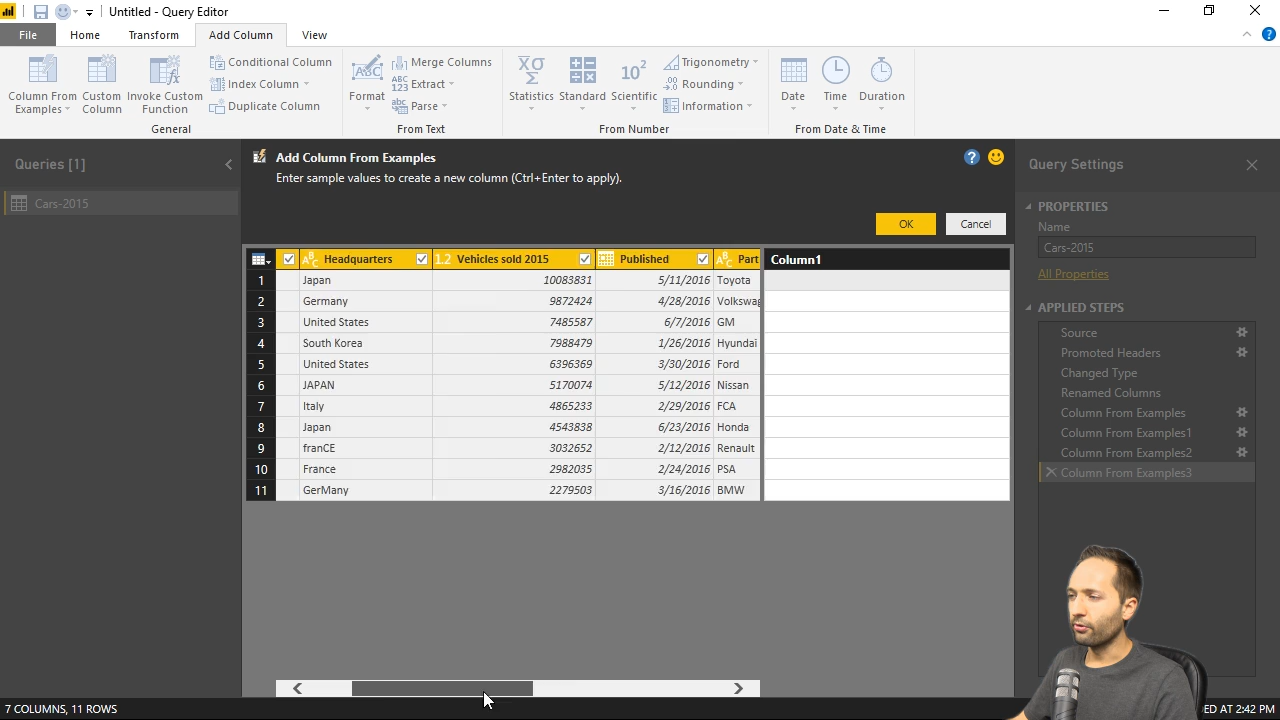 Untitled - Query Editor
File Home Transform Add Column View
Column From Examples
Custom Column
Invoke Custom Function
Conditional Column
Index Column
Duplicate Column
General
Format
Merge Columns
Extract
Parse
From Text
Statistics
Standard
Scientific
Trigonometry
Rounding
Information
From Number
Date
Time
Duration
From Date & Time
Queries [1]
Cars-2015
Add Column From Examples
Enter sample values to create a new column (Ctrl+Enter to apply).
OK Cancel
Headquarters 1.2 Vehicles sold 2015 Published Part Column1
1 Japan 10083831 5/11/2016 Toyota
2 Germany 9872424 4/28/2016 Volkswag
3 United States 7485587 6/7/2016 GM
4 South Korea 7988479 1/26/2016 Hyundai
5 United States 6396369 3/30/2016 Ford
6 JAPAN 5170074 5/12/2016 Nissan
7 Italy 4865233 2/29/2016 FCA
8 Japan 4543838 6/23/2016 Honda
9 franCE 3032652 2/12/2016 Renault
10 France 2982035 2/24/2016 PSA
11 GerMany 2279503 3/16/2016 BMW
Query Settings
PROPERTIES
Name
Cars-2015
All Properties
APPLIED STEPS
Source
Promoted Headers
Changed Type
Renamed Columns
Column From Examples
Column From Examples1
Column From Examples2
Column From Examples3
7 COLUMNS, 11 ROWS
ED AT 2:42 PM